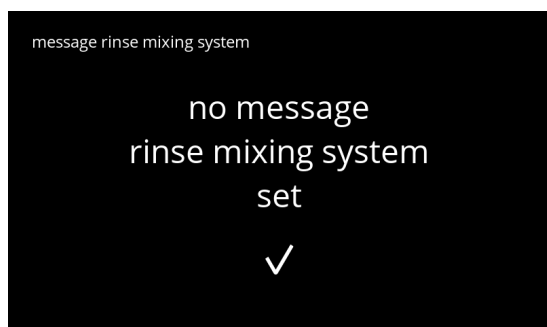 message rinse mixing system
no message
rinse mixing system
set